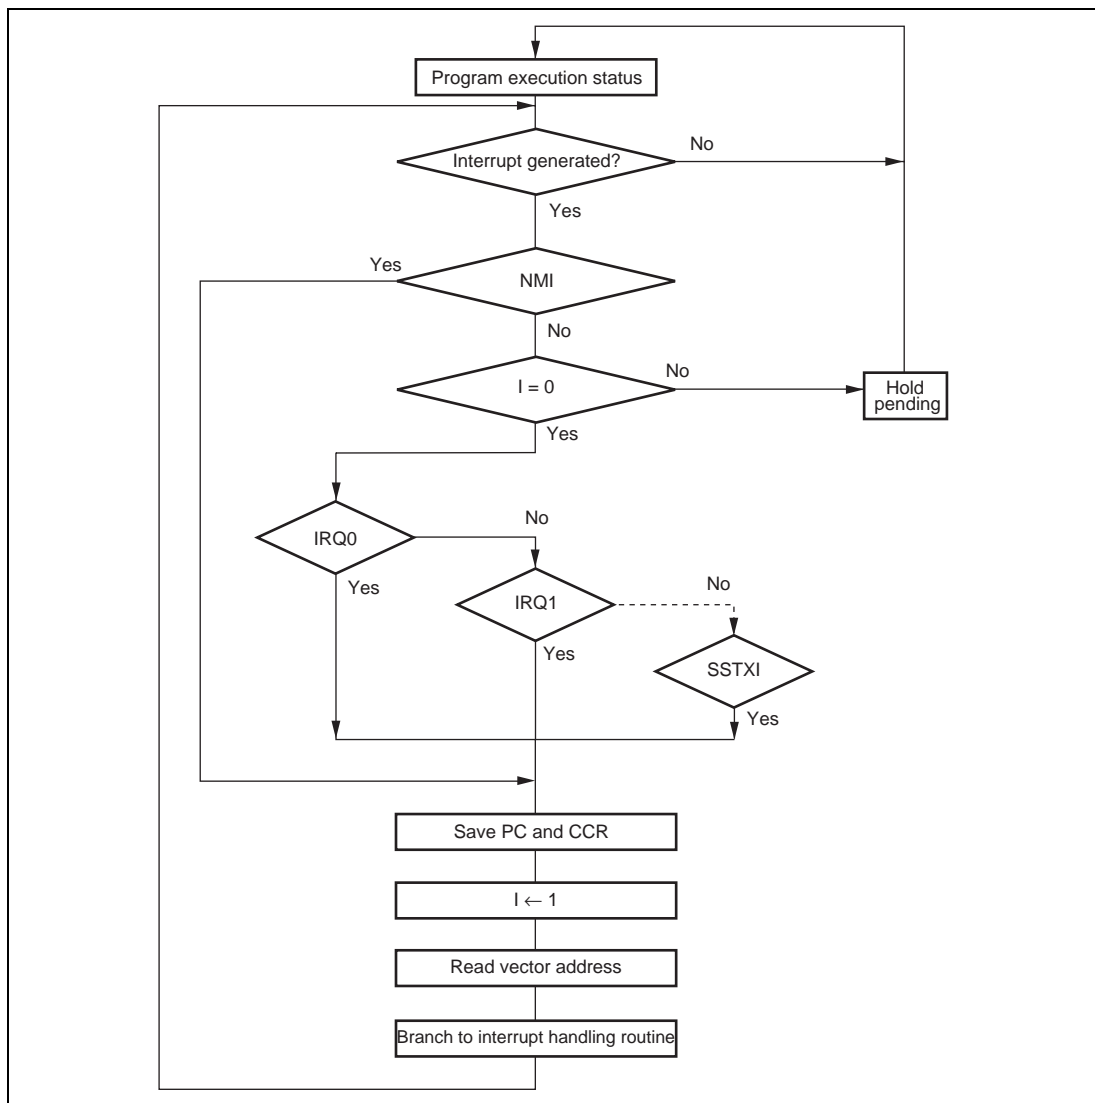 Program execution status
Interrupt generated?
No
Yes
Yes
NMI
No
I = 0
No
Hold
pending
Yes
IRQ0
No
Yes
IRQ1
No
Yes
SSTXI
Yes
Save PC and CCR
I ← 1
Read vector address
Branch to interrupt handling routine